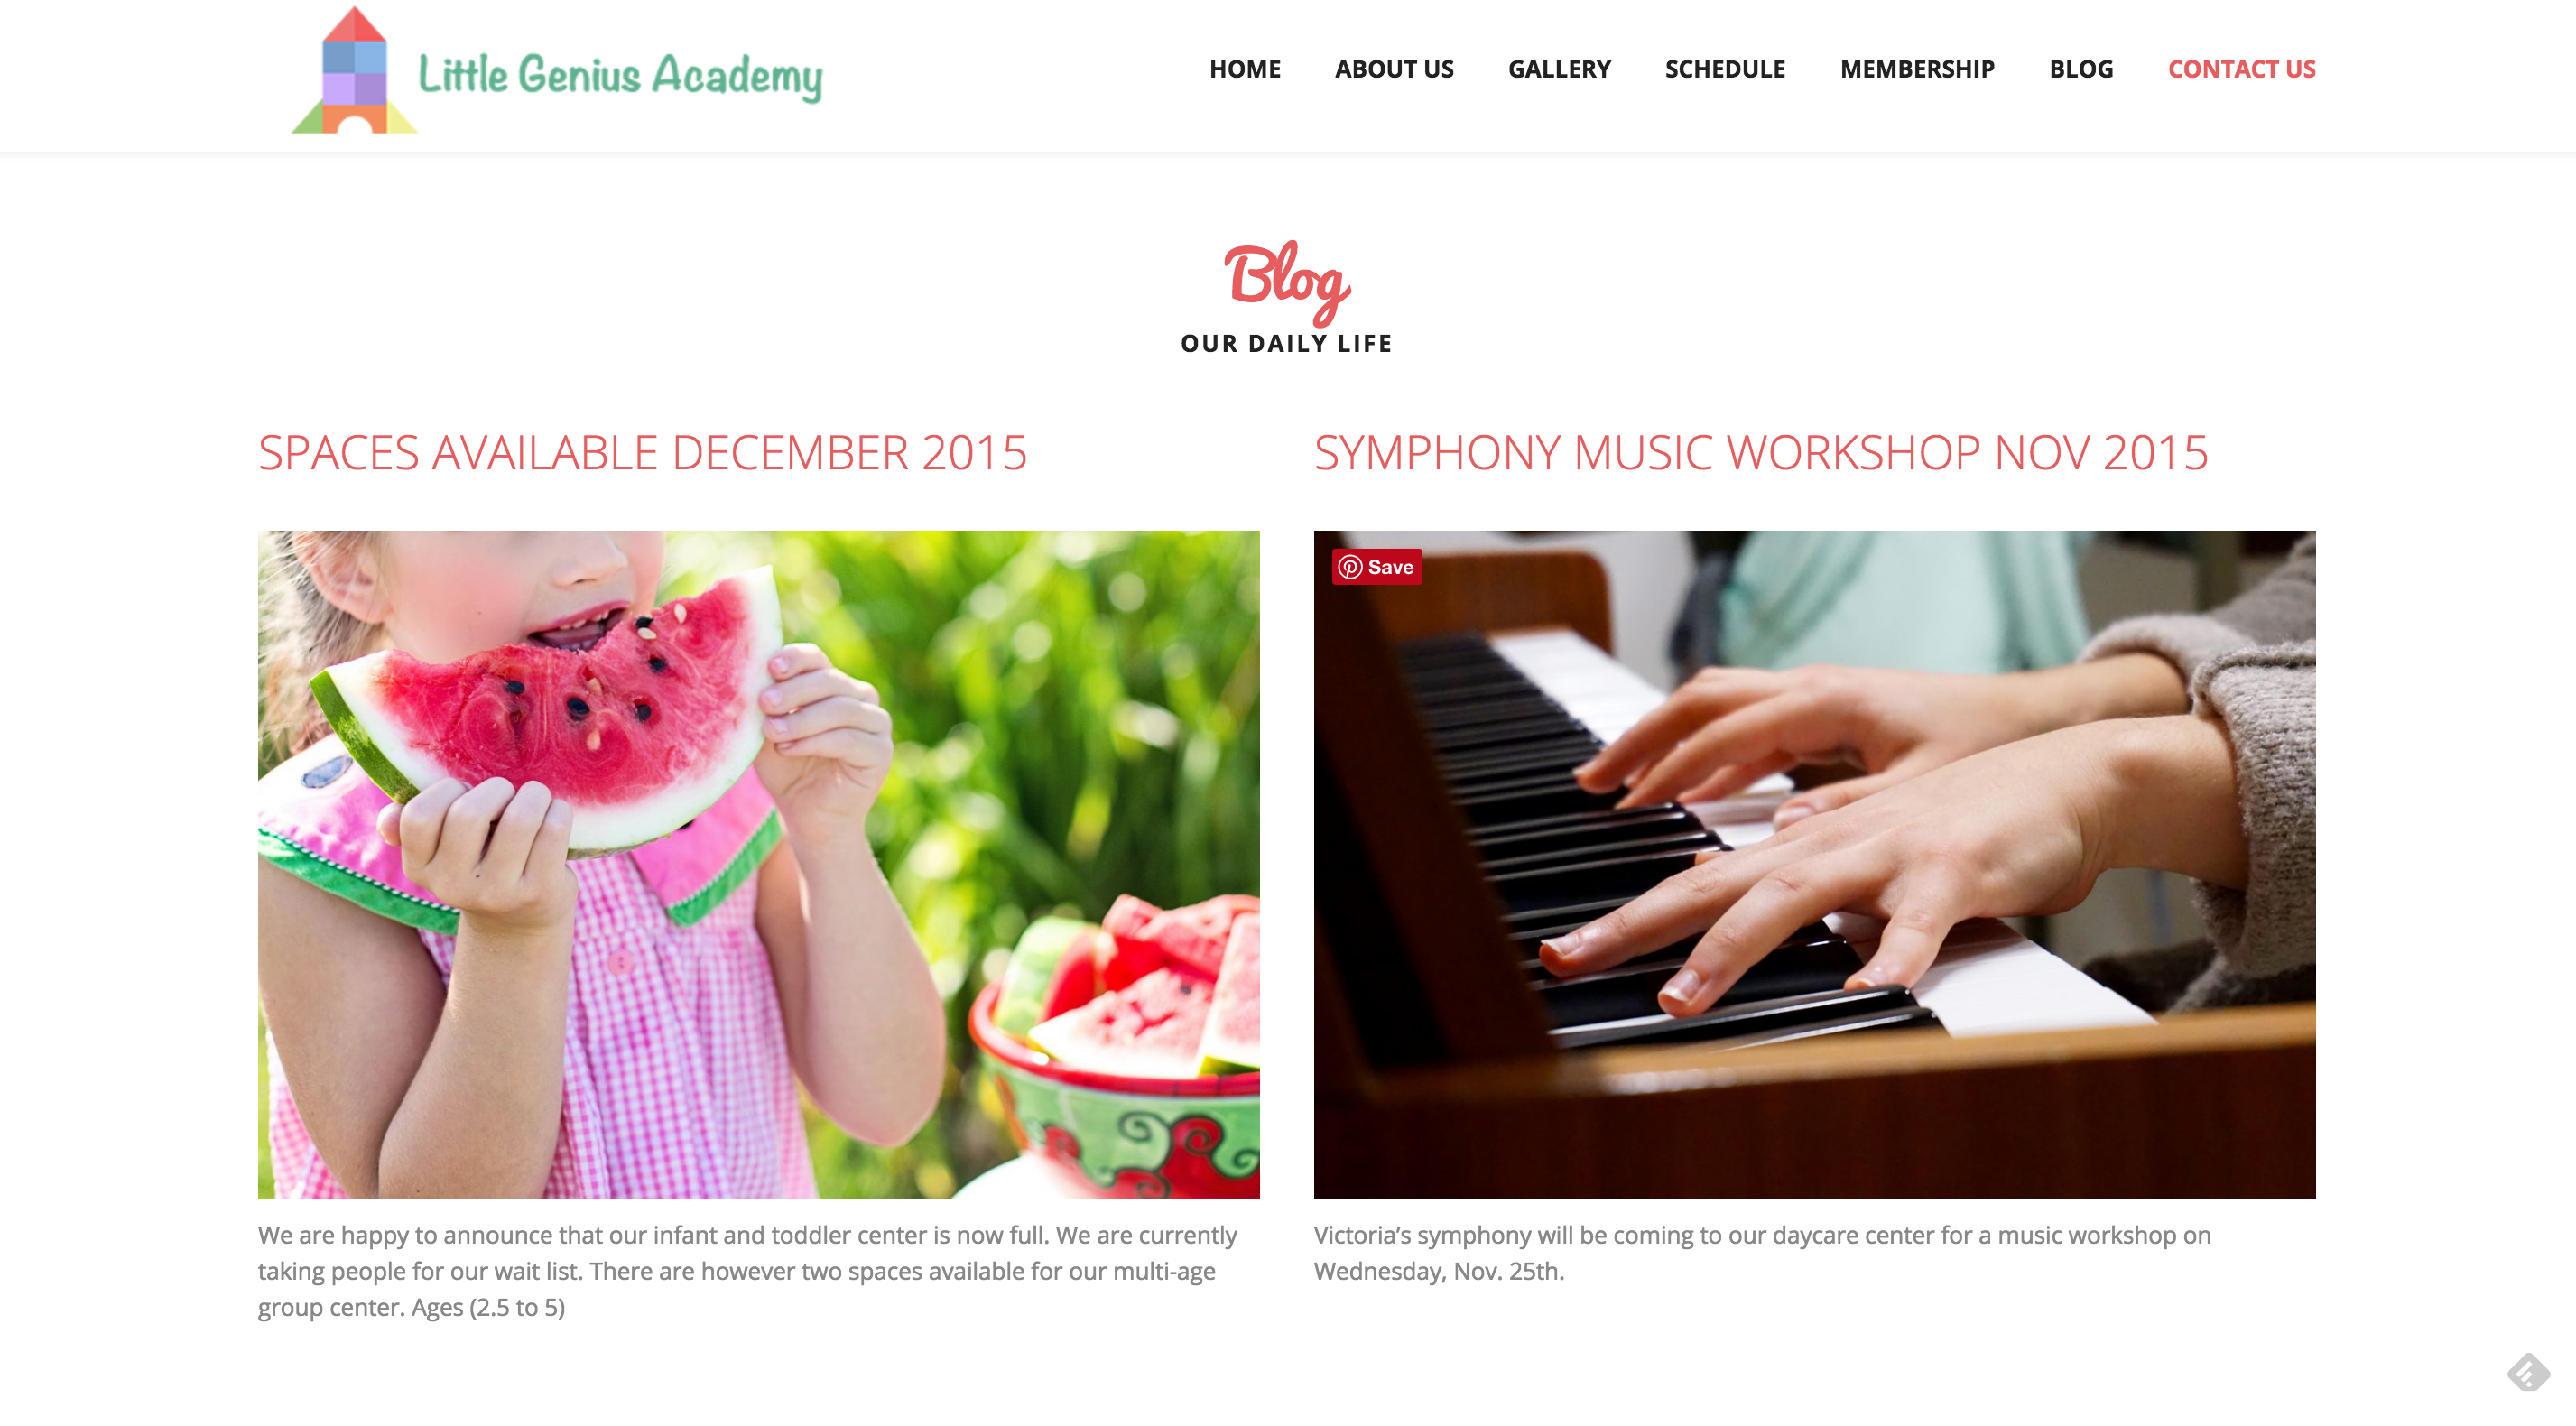 Little Genius Academy
HOME ABOUT US GALLERY SCHEDULE MEMBERSHIP BLOG CONTACT US
Blog
OUR DAILY LIFE
SPACES AVAILABLE DECEMBER 2015
We are happy to announce that our infant and toddler center is now full. We are currently
taking people for our wait list. There are however two spaces available for our multi-age
group center. Ages (2.5 to 5)
SYMPHONY MUSIC WORKSHOP NOV 2015
Save
Victoria’s symphony will be coming to our daycare center for a music workshop on
Wednesday, Nov. 25th.